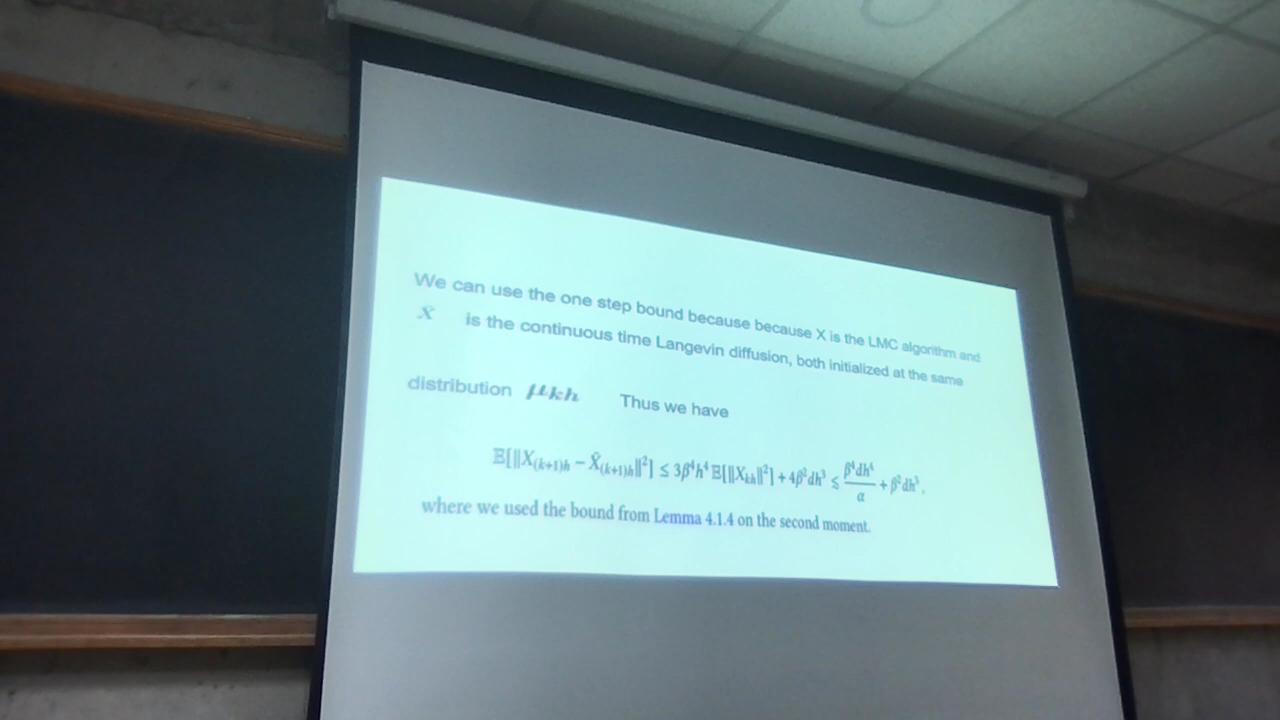 We can use the one step bound because because X is the LMC algorithm and
X̄ is the continuous time Langevin diffusion, both initialized at the same
distribution μkh Thus we have
𝔼[‖X₍ₖ₊₁₎ₕ − X̄₍ₖ₊₁₎ₕ‖²] ≤ 3β⁴h⁴ 𝔼[‖Xₖₕ‖²] + 4β²dh³ ≲ β⁴dh⁴/α + β²dh³,
where we used the bound from Lemma 4.1.4 on the second moment.